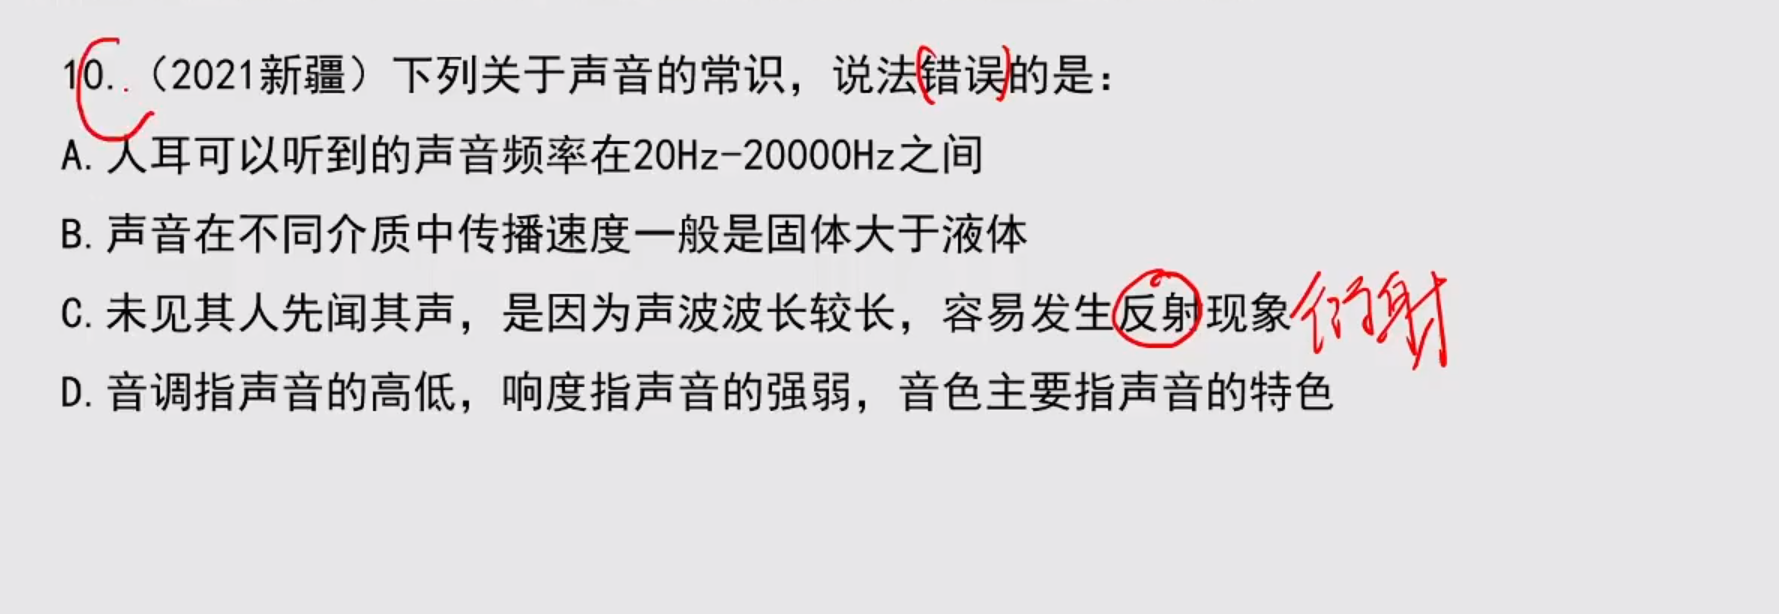 10.（2021新疆）下列关于声音的常识，说法错误的是：
A.人耳可以听到的声音频率在20Hz-20000Hz之间
B.声音在不同介质中传播速度一般是固体大于液体
C.未见其人先闻其声，是因为声波波长较长，容易发生反射现象 衍射
D.音调指声音的高低，响度指声音的强弱，音色主要指声音的特色